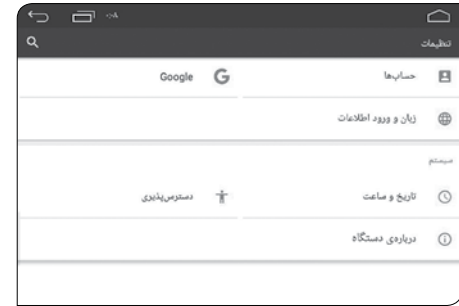 تنظیمات
حساب‌ها
Google
زبان و ورود اطلاعات
سیستم
تاریخ و ساعت
دسترس‌پذیری
درباره‌ی دستگاه